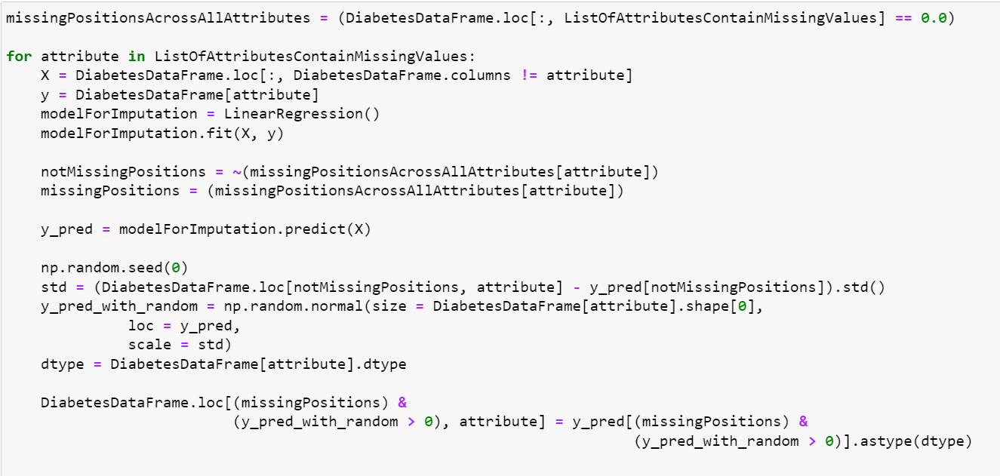 missingPositionsAcrossAllAttributes = (DiabetesDataFrame.loc[:, ListOfAttributesContainMissingValues] == 0.0)
for attribute in ListOfAttributesContainMissingValues:
    X = DiabetesDataFrame.loc[:, DiabetesDataFrame.columns != attribute]
    y = DiabetesDataFrame[attribute]
    modelForImputation = LinearRegression()
    modelForImputation.fit(X, y)
    notMissingPositions = ~(missingPositionsAcrossAllAttributes[attribute])
    missingPositions = (missingPositionsAcrossAllAttributes[attribute])
    y_pred = modelForImputation.predict(X)
    np.random.seed(0)
    std = (DiabetesDataFrame.loc[notMissingPositions, attribute] - y_pred[notMissingPositions]).std()
    y_pred_with_random = np.random.normal(size = DiabetesDataFrame[attribute].shape[0],
              loc = y_pred,
              scale = std)
    dtype = DiabetesDataFrame[attribute].dtype
    DiabetesDataFrame.loc[(missingPositions) &
                          (y_pred_with_random > 0), attribute] = y_pred[(missingPositions) &
                                                                        (y_pred_with_random > 0)].astype(dtype)